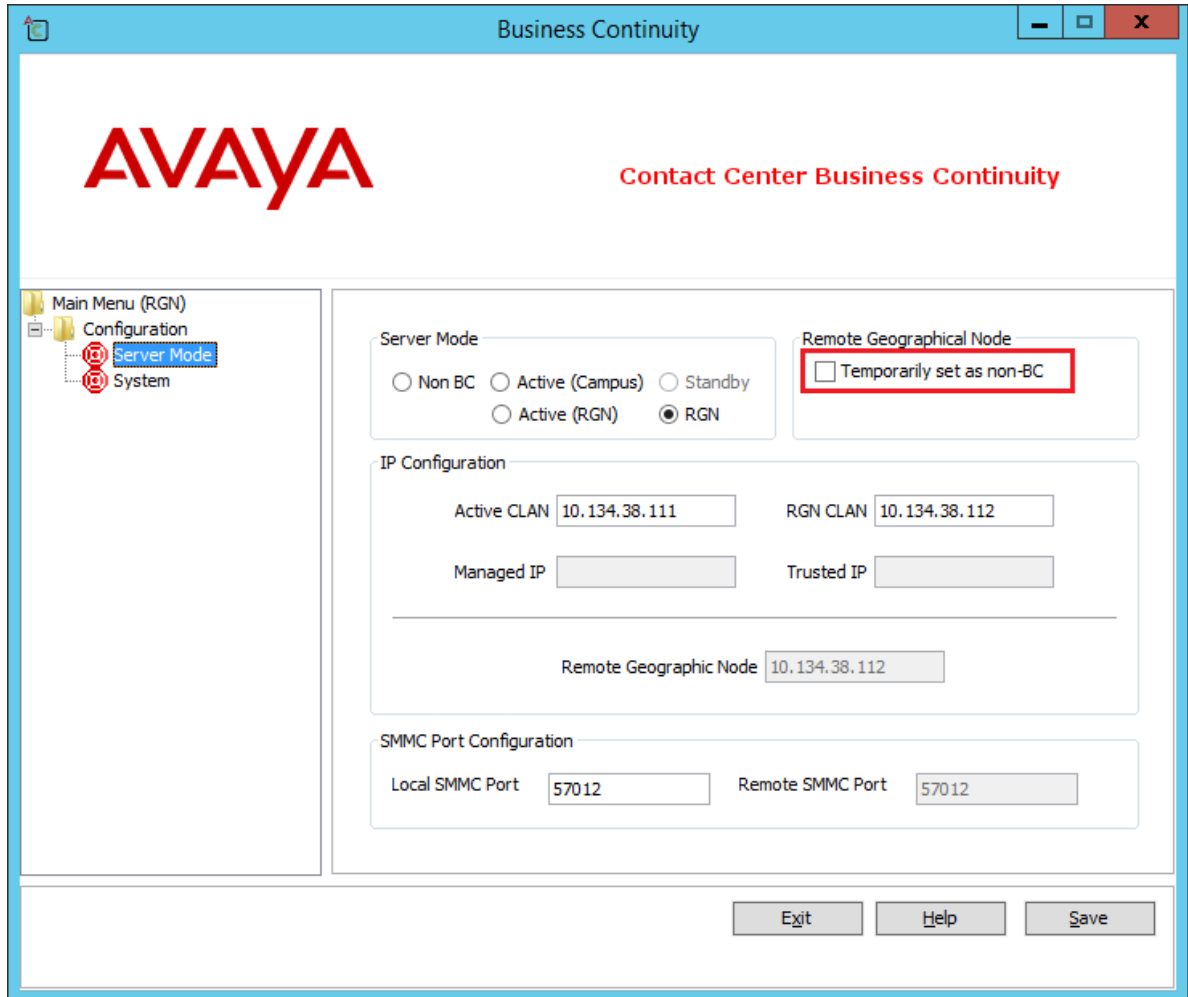 Business Continuity
AVAYA
Contact Center Business Continuity
Main Menu (RGN)
Configuration
Server Mode
System
Server Mode
Non BC
Active (Campus)
Standby
Active (RGN)
RGN
Remote Geographical Node
Temporarily set as non-BC
IP Configuration
Active CLAN 10.134.38.111
RGN CLAN 10.134.38.112
Managed IP
Trusted IP
Remote Geographic Node 10.134.38.112
SMMC Port Configuration
Local SMMC Port 57012
Remote SMMC Port 57012
Exit
Help
Save